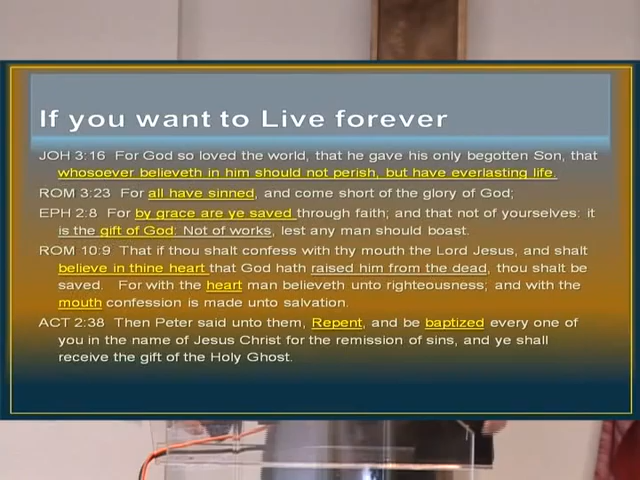 If you want to Live forever
JOH 3:16 For God so loved the world, that he gave his only begotten Son, that
whosoever believeth in him should not perish, but have everlasting life.
ROM 3:23 For all have sinned, and come short of the glory of God;
EPH 2:8 For by grace are ye saved through faith; and that not of yourselves: it
is the gift of God: Not of works, lest any man should boast.
ROM 10:9 That if thou shalt confess with thy mouth the Lord Jesus, and shalt
believe in thine heart that God hath raised him from the dead, thou shalt be
saved. For with the heart man believeth unto righteousness; and with the
mouth confession is made unto salvation.
ACT 2:38 Then Peter said unto them, Repent, and be baptized every one of
you in the name of Jesus Christ for the remission of sins, and ye shall
receive the gift of the Holy Ghost.